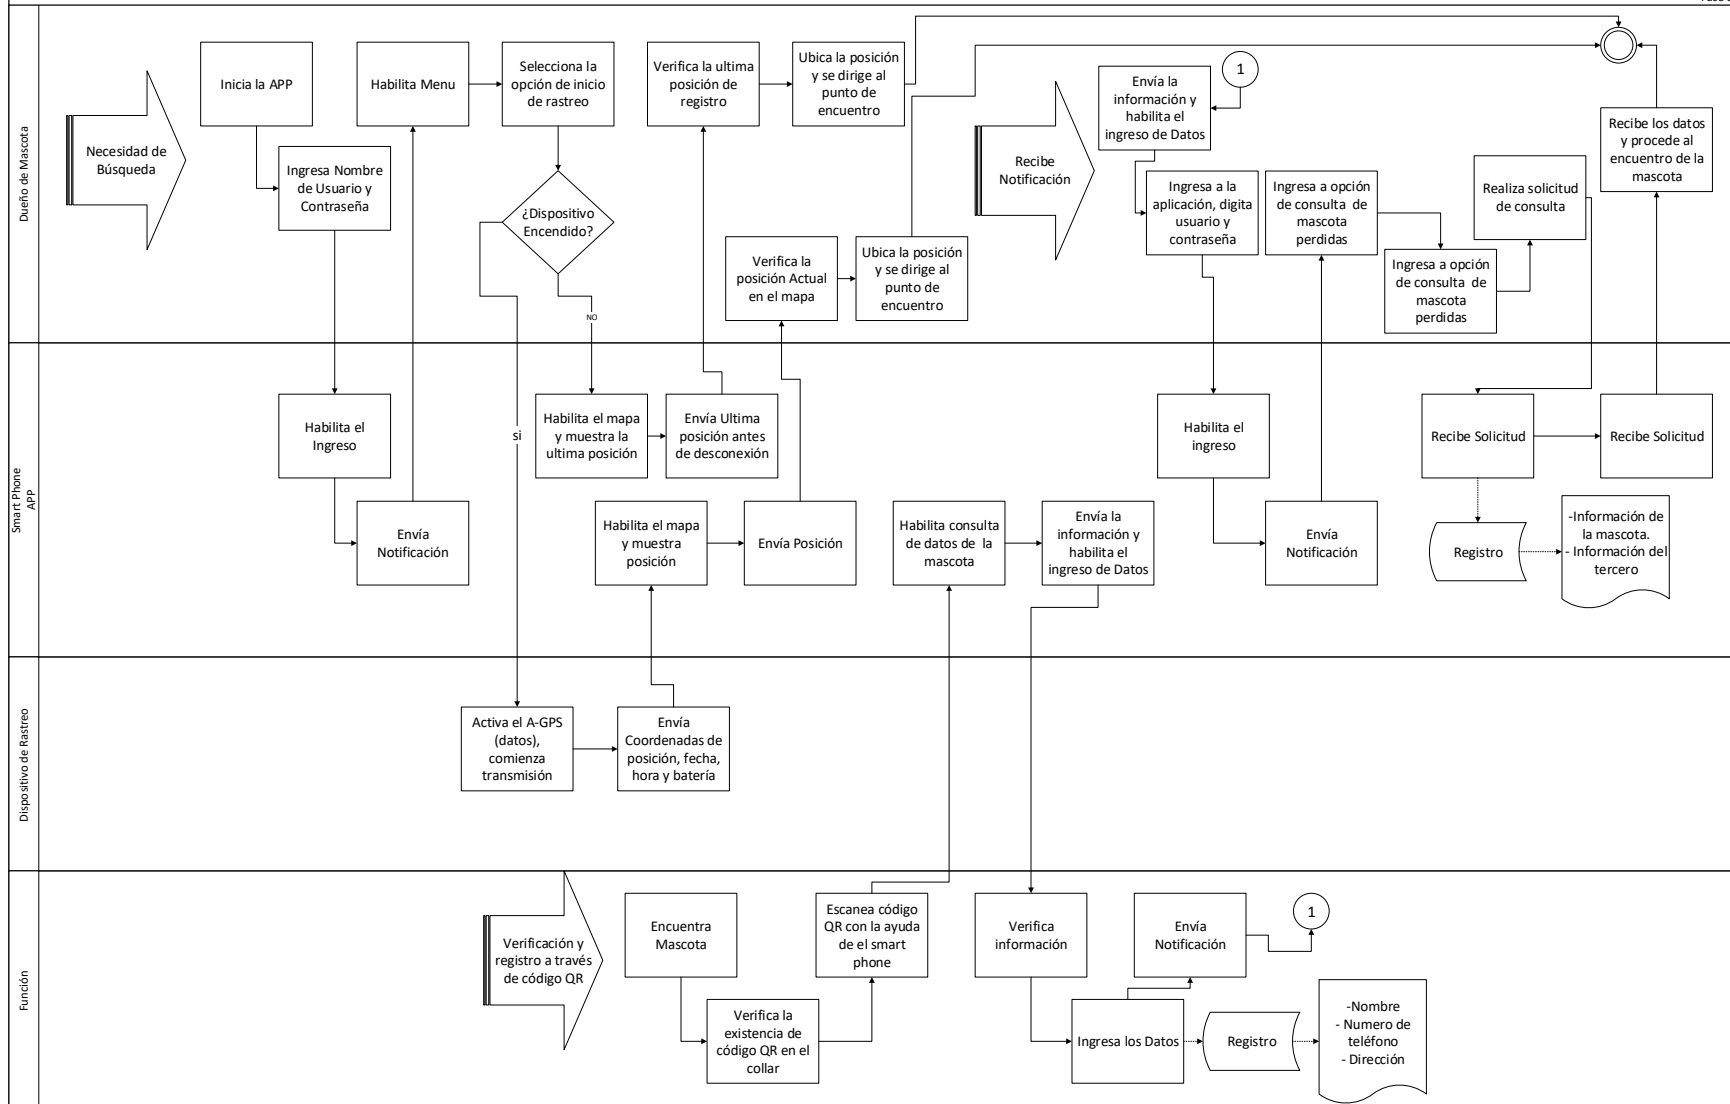 Dueño de Mascota
Necesidad de
Búsqueda
Inicia la APP
Ingresa Nombre
de Usuario y
Contraseña
Habilita Menu
Selecciona la
opción de inicio
de rastreo
¿Dispositivo
Encendido?
NO
si
Verifica la ultima
posición de
registro
Ubica la posición
y se dirige al
punto de
encuentro
Verifica la
posición Actual
en el mapa
Ubica la posición
y se dirige al
punto de
encuentro
Recibe
Notificación
1
Envía la
información y
habilita el
ingreso de Datos
Ingresa a la
aplicación, digita
usuario y
contraseña
Ingresa a opción
de consulta de
mascota
perdidas
Ingresa a opción
de consulta de
mascota
perdidas
Realiza solicitud
de consulta
Recibe los datos
y procede al
encuentro de la
mascota
Smart Phone
APP
Habilita el
Ingreso
Envía
Notificación
Habilita el mapa
y muestra la
ultima posición
Envía Ultima
posición antes
de desconexión
Habilita el mapa
y muestra
posición
Envía Posición
Habilita consulta
de datos de la
mascota
Envía la
información y
habilita el
ingreso de Datos
Habilita el
ingreso
Envía
Notificación
Recibe Solicitud
Recibe Solicitud
Registro
-Información de
la mascota.
- Información del
tercero
Dispositivo de Rastreo
Activa el A-GPS
(datos),
comienza
transmisión
Envía
Coordenadas de
posición, fecha,
hora y batería
Función
Verificación y
registro a través
de código QR
Encuentra
Mascota
Verifica la
existencia de
código QR en el
collar
Escanea código
QR con la ayuda
de el smart
phone
Verifica
información
Ingresa los Datos
Envía
Notificación
1
Registro
-Nombre
- Numero de
teléfono
- Dirección